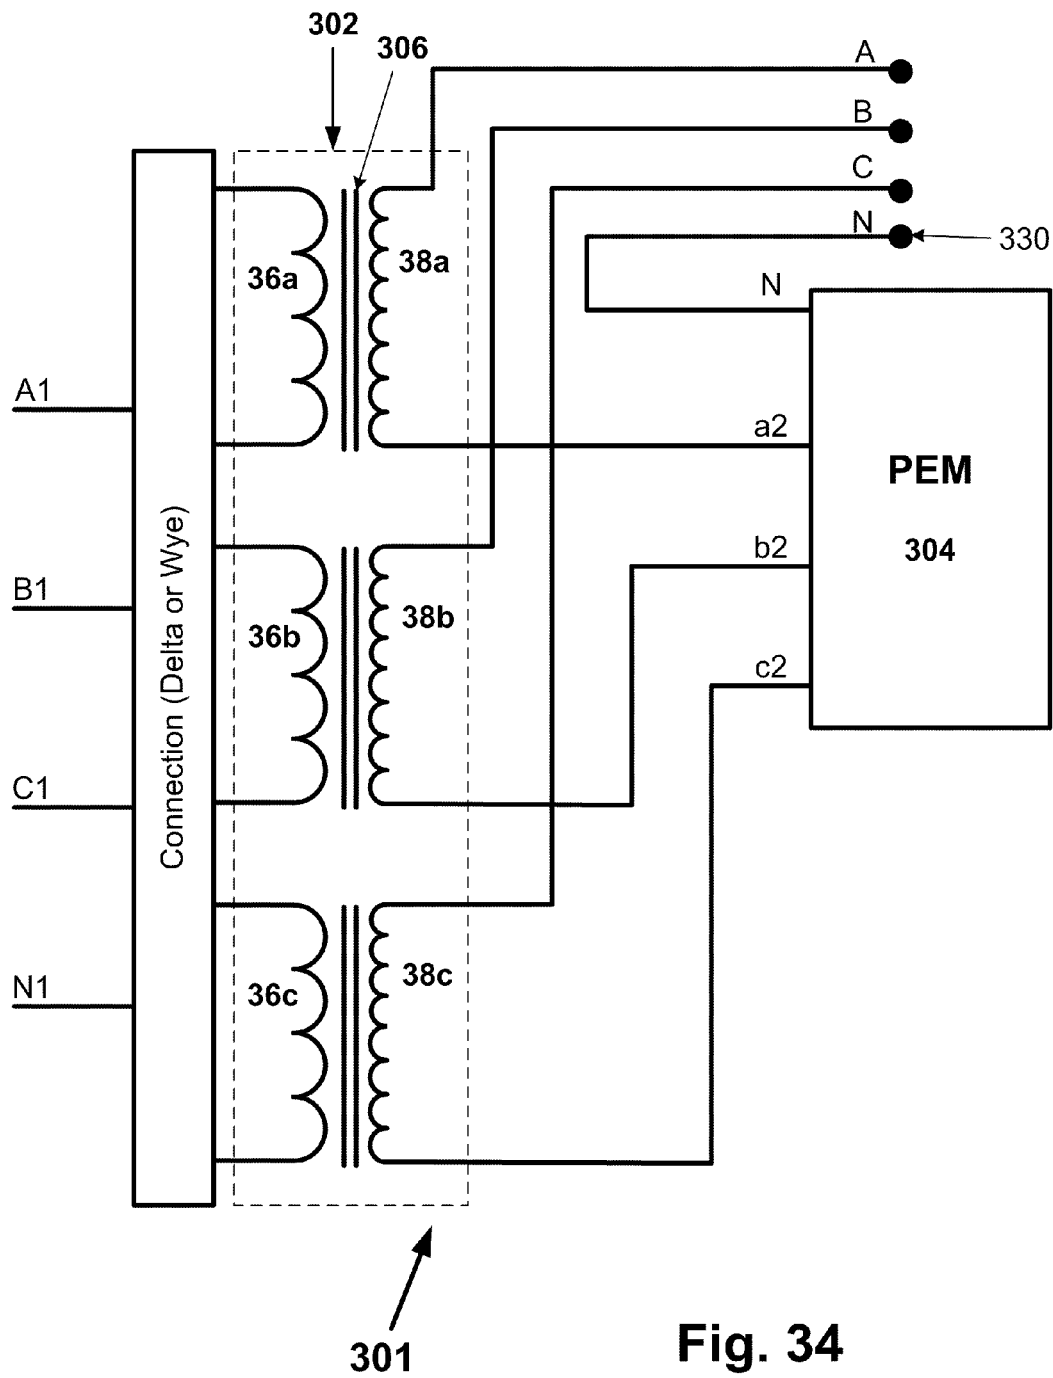 302
306
A
B
C
N
330
36a
38a
N
A1
a2
PEM
304
b2
B1
36b
38b
Connection (Delta or Wye)
c2
C1
36c
38c
N1
301
Fig. 34